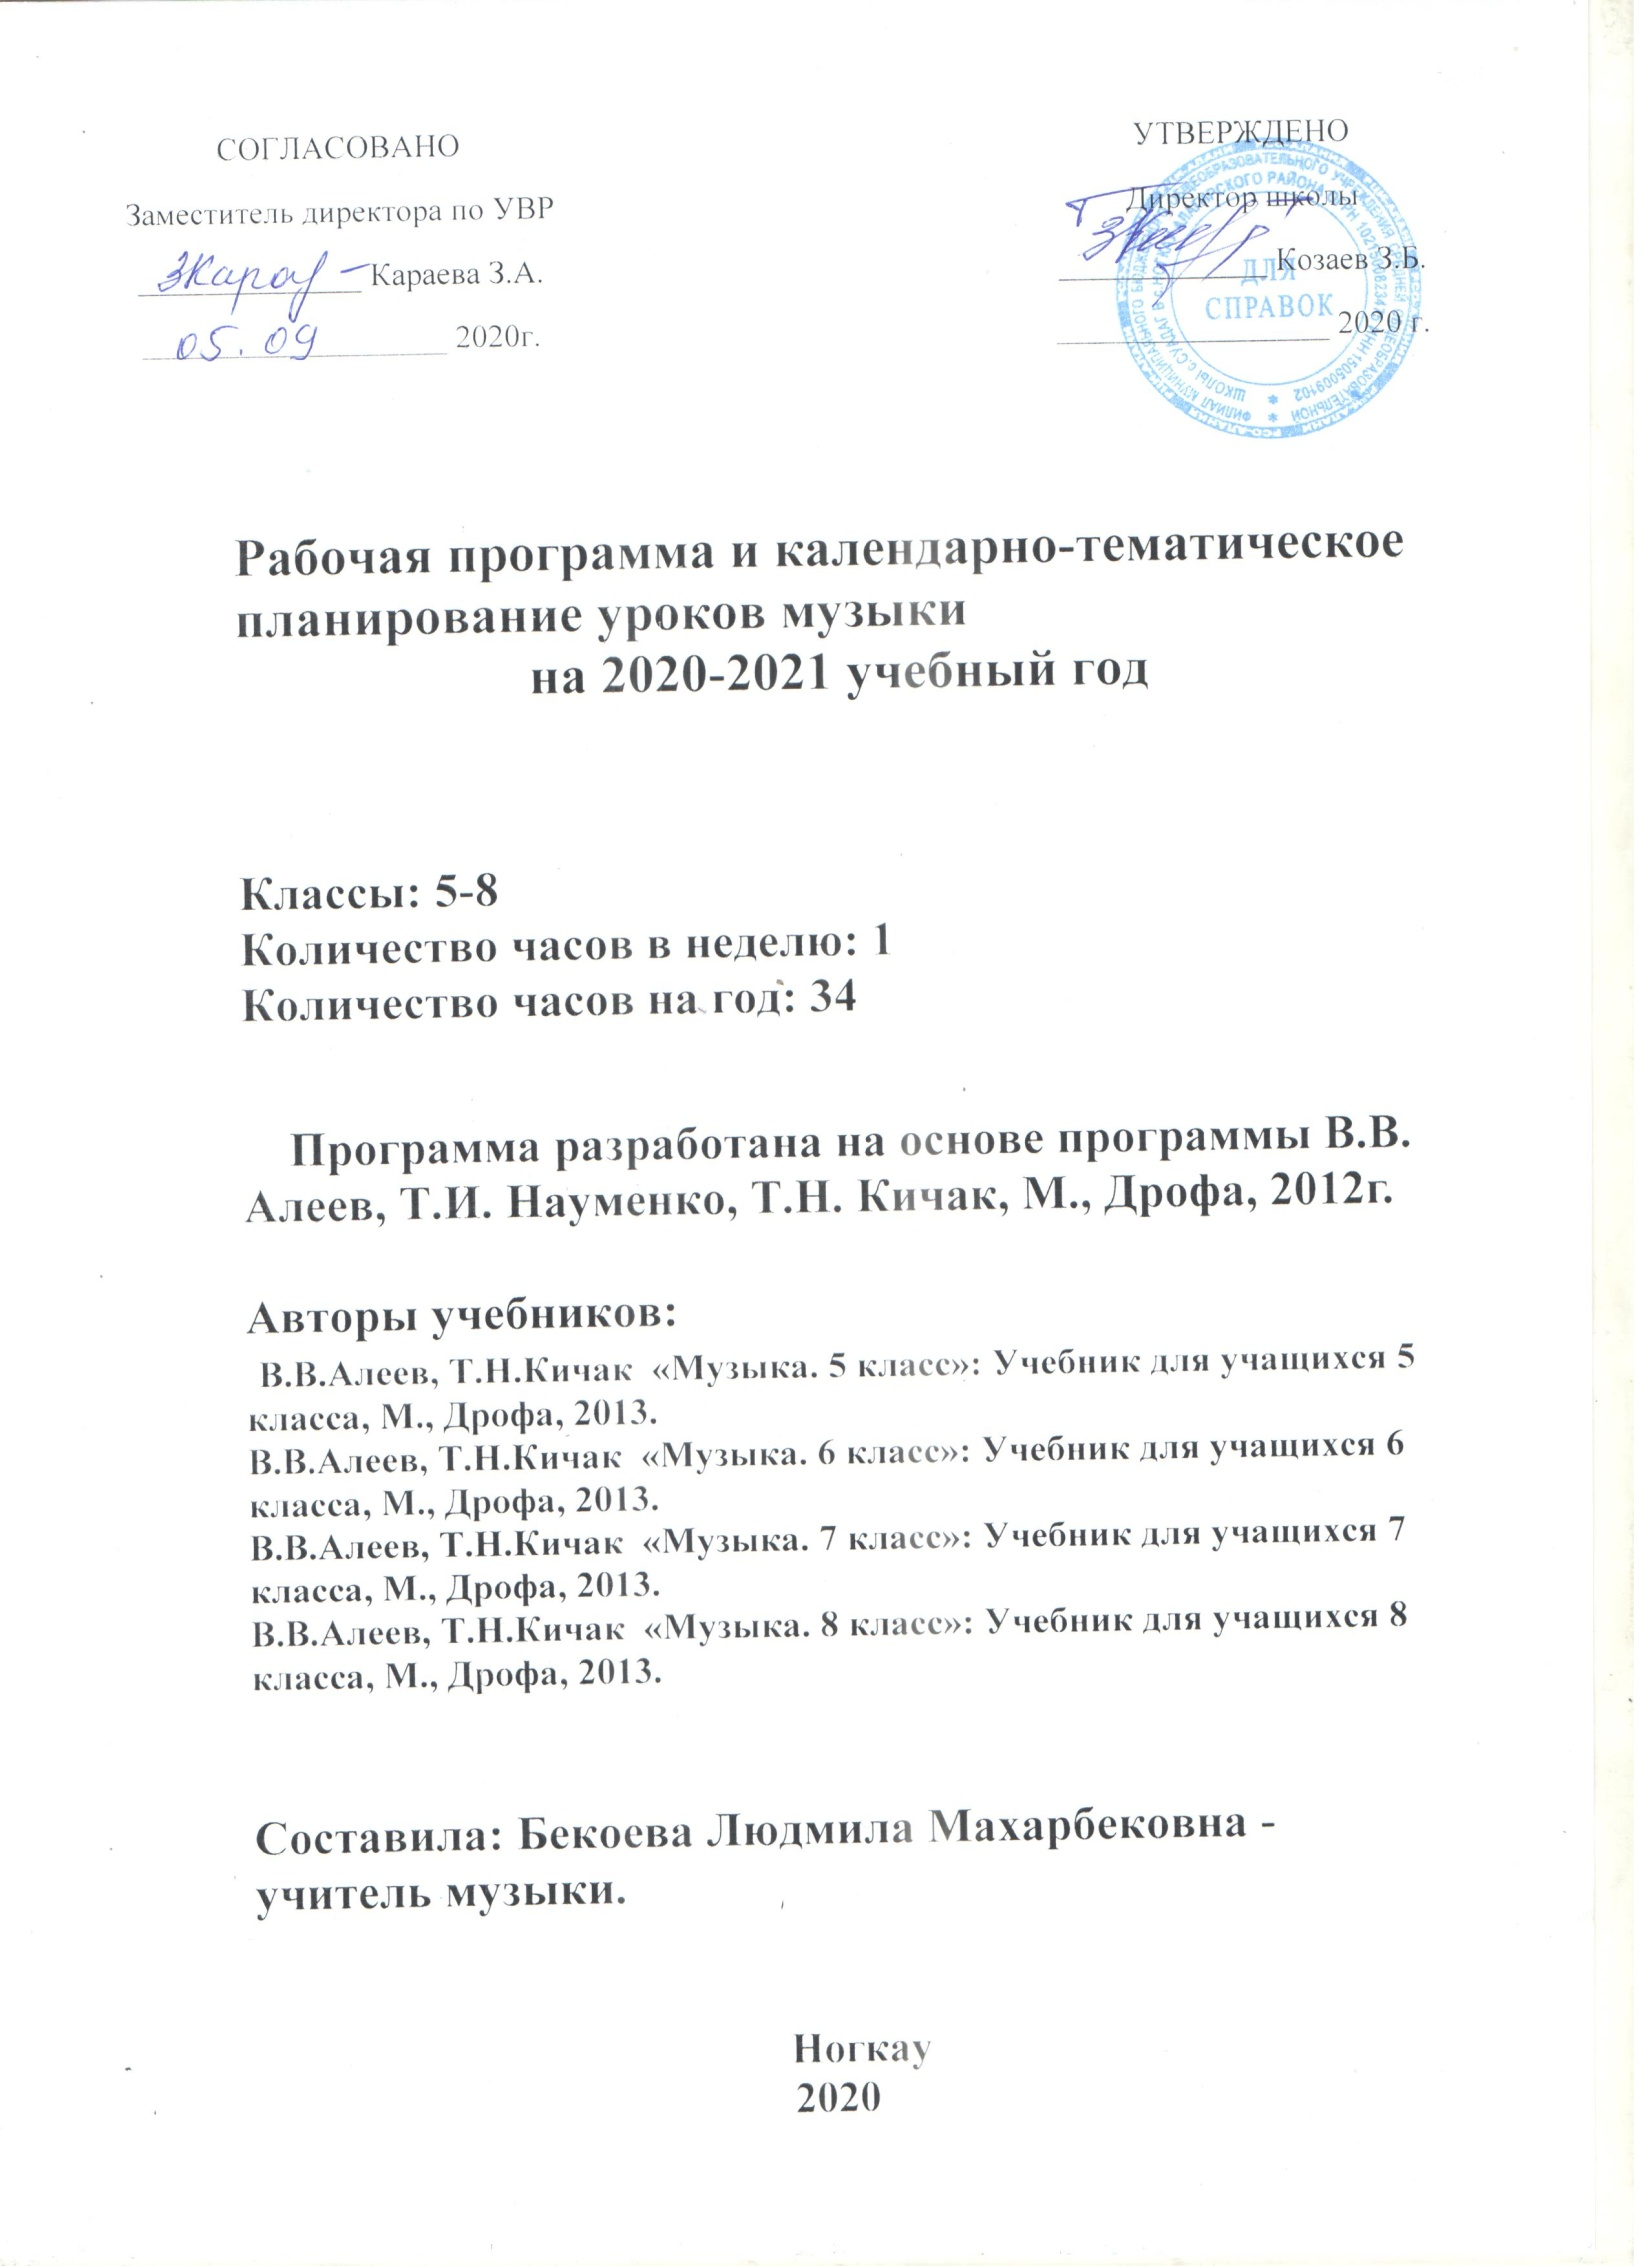 СОГЛАСОВАНО
Заместитель директора по УВР
Караева З.А.
05.09 2020г.
УТВЕРЖДЕНО
Директор школы
Козаев З.Б.
2020 г.
ДЛЯ
СПРАВОК
Рабочая программа и календарно-тематическое
планирование уроков музыки
на 2020-2021 учебный год
Классы: 5-8
Количество часов в неделю: 1
Количество часов на год: 34
Программа разработана на основе программы В.В.
Алеев, Т.И. Науменко, Т.Н. Кичак, М., Дрофа, 2012г.
Авторы учебников:
В.В.Алеев, Т.Н.Кичак «Музыка. 5 класс»: Учебник для учащихся 5
класса, М., Дрофа, 2013.
В.В.Алеев, Т.Н.Кичак «Музыка. 6 класс»: Учебник для учащихся 6
класса, М., Дрофа, 2013.
В.В.Алеев, Т.Н.Кичак «Музыка. 7 класс»: Учебник для учащихся 7
класса, М., Дрофа, 2013.
В.В.Алеев, Т.Н.Кичак «Музыка. 8 класс»: Учебник для учащихся 8
класса, М., Дрофа, 2013.
Составила: Бекоева Людмила Махарбековна -
учитель музыки.
Ногкау
2020